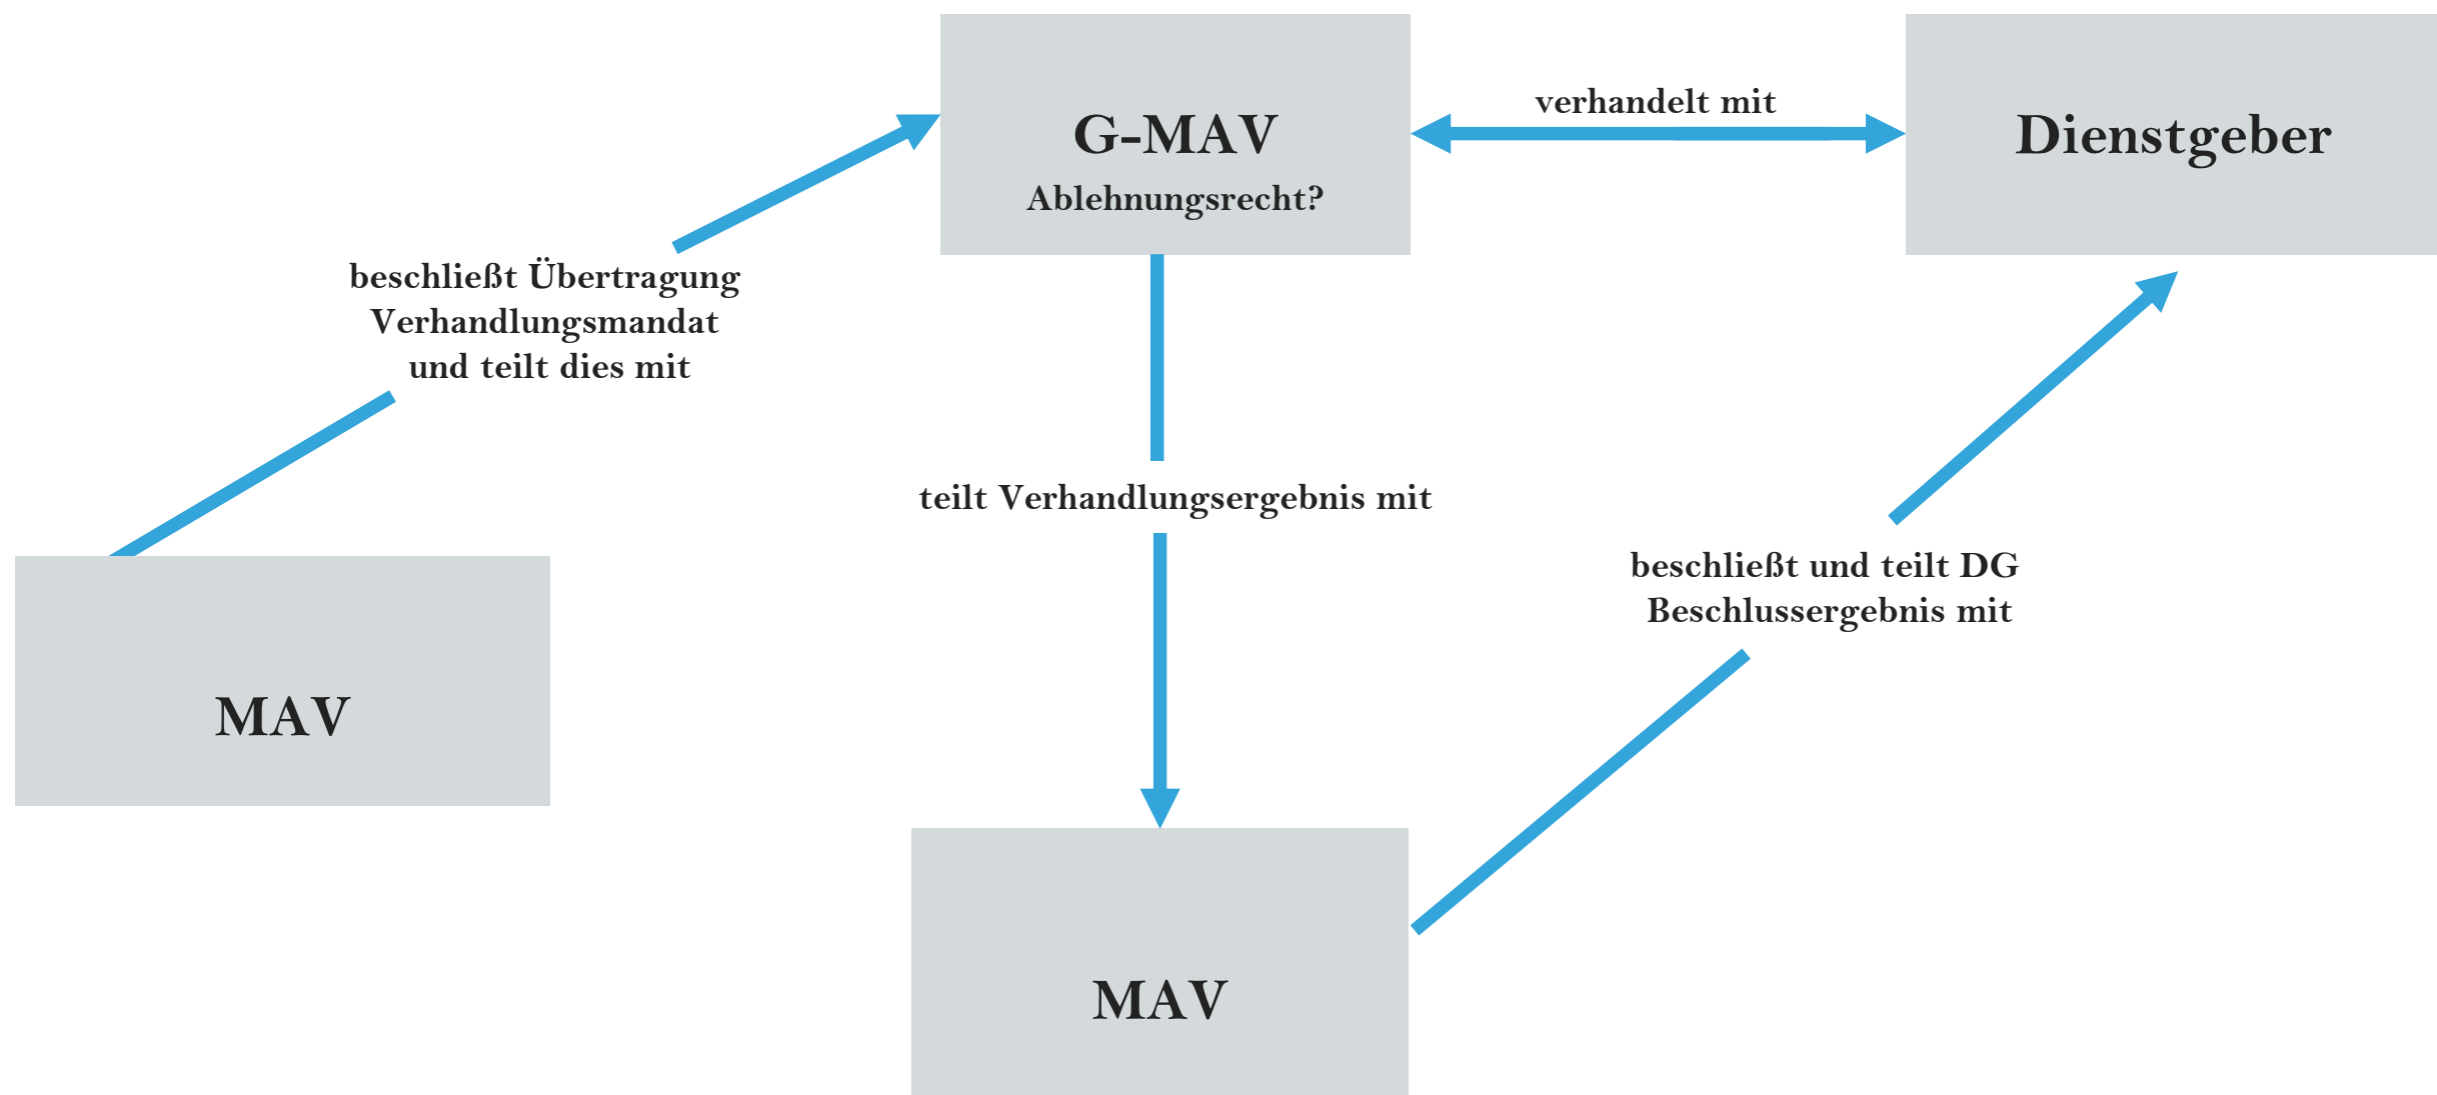 G-MAV
Ablehnungsrecht?
verhandelt mit
Dienstgeber
beschließt Übertragung
Verhandlungsmandat
und teilt dies mit
teilt Verhandlungsergebnis mit
beschließt und teilt DG
Beschlussergebnis mit
MAV
MAV